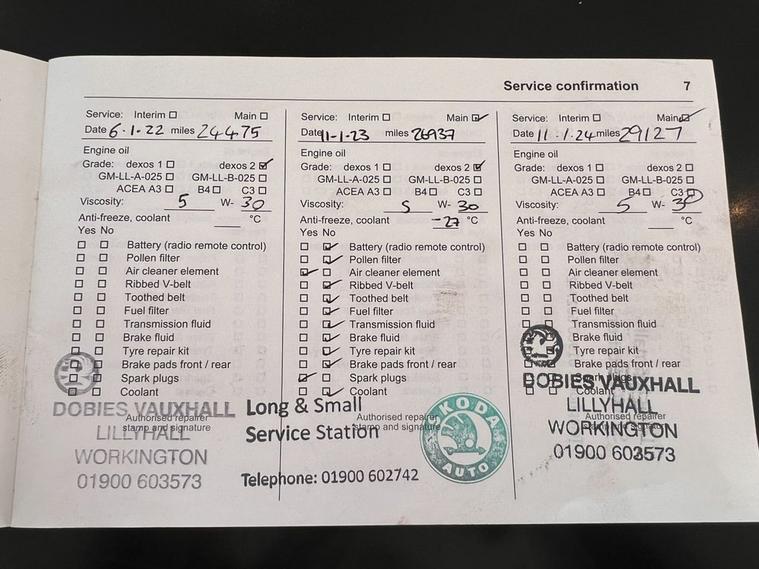 Service confirmation 7
Service: Interim ☐ Main ☐
Date 6-1-22 miles 24475
Engine oil
Grade: dexos 1 ☐ dexos 2 ☑
GM-LL-A-025 ☐ GM-LL-B-025 ☐
ACEA A3 ☐ B4 ☐ C3 ☐
Viscosity: 5 W- 30
Anti-freeze, coolant ___ °C
Yes No
☐ ☐ Battery (radio remote control)
☐ ☐ Pollen filter
☐ ☐ Air cleaner element
☐ ☐ Ribbed V-belt
☐ ☐ Toothed belt
☐ ☐ Fuel filter
☐ ☐ Transmission fluid
☐ ☐ Brake fluid
☐ ☐ Tyre repair kit
☐ ☐ Brake pads front / rear
☐ ☐ Spark plugs
☐ ☐ Coolant
Authorised repairer
stamp and signature
DOBIES VAUXHALL
LILLYHALL
WORKINGTON
01900 603573
Service: Interim ☐ Main ☑
Date 11-1-23 miles 26937
Engine oil
Grade: dexos 1 ☐ dexos 2 ☑
GM-LL-A-025 ☐ GM-LL-B-025 ☐
ACEA A3 ☐ B4 ☐ C3 ☐
Viscosity: 5 W- 30
Anti-freeze, coolant -27 °C
Yes No
☐ ☑ Battery (radio remote control)
☐ ☑ Pollen filter
☑ ☐ Air cleaner element
☐ ☑ Ribbed V-belt
☐ ☑ Toothed belt
☐ ☑ Fuel filter
☐ ☑ Transmission fluid
☐ ☑ Brake fluid
☐ ☑ Tyre repair kit
☐ ☑ Brake pads front / rear
☑ ☐ Spark plugs
☐ ☑ Coolant
Authorised repairer
stamp and signature
Long & Small
Service Station
Telephone: 01900 602742
SKODA
AUTO
Service: Interim ☐ Main ☑
Date 11.1.24 miles 29127
Engine oil
Grade: dexos 1 ☐ dexos 2 ☐
GM-LL-A-025 ☐ GM-LL-B-025 ☐
ACEA A3 ☐ B4 ☐ C3 ☐
Viscosity: 5 W- 30
Anti-freeze, coolant ___ °C
Yes No
☐ ☐ Battery (radio remote control)
☐ ☐ Pollen filter
☐ ☐ Air cleaner element
☐ ☐ Ribbed V-belt
☐ ☐ Toothed belt
☐ ☐ Fuel filter
☐ ☐ Transmission fluid
☐ ☐ Brake fluid
☐ ☐ Tyre repair kit
☐ ☐ Brake pads front / rear
☐ ☐ Spark plugs
☐ ☐ Coolant
Authorised repairer
DOBIES VAUXHALL
LILLYHALL
WORKINGTON
01900 603573